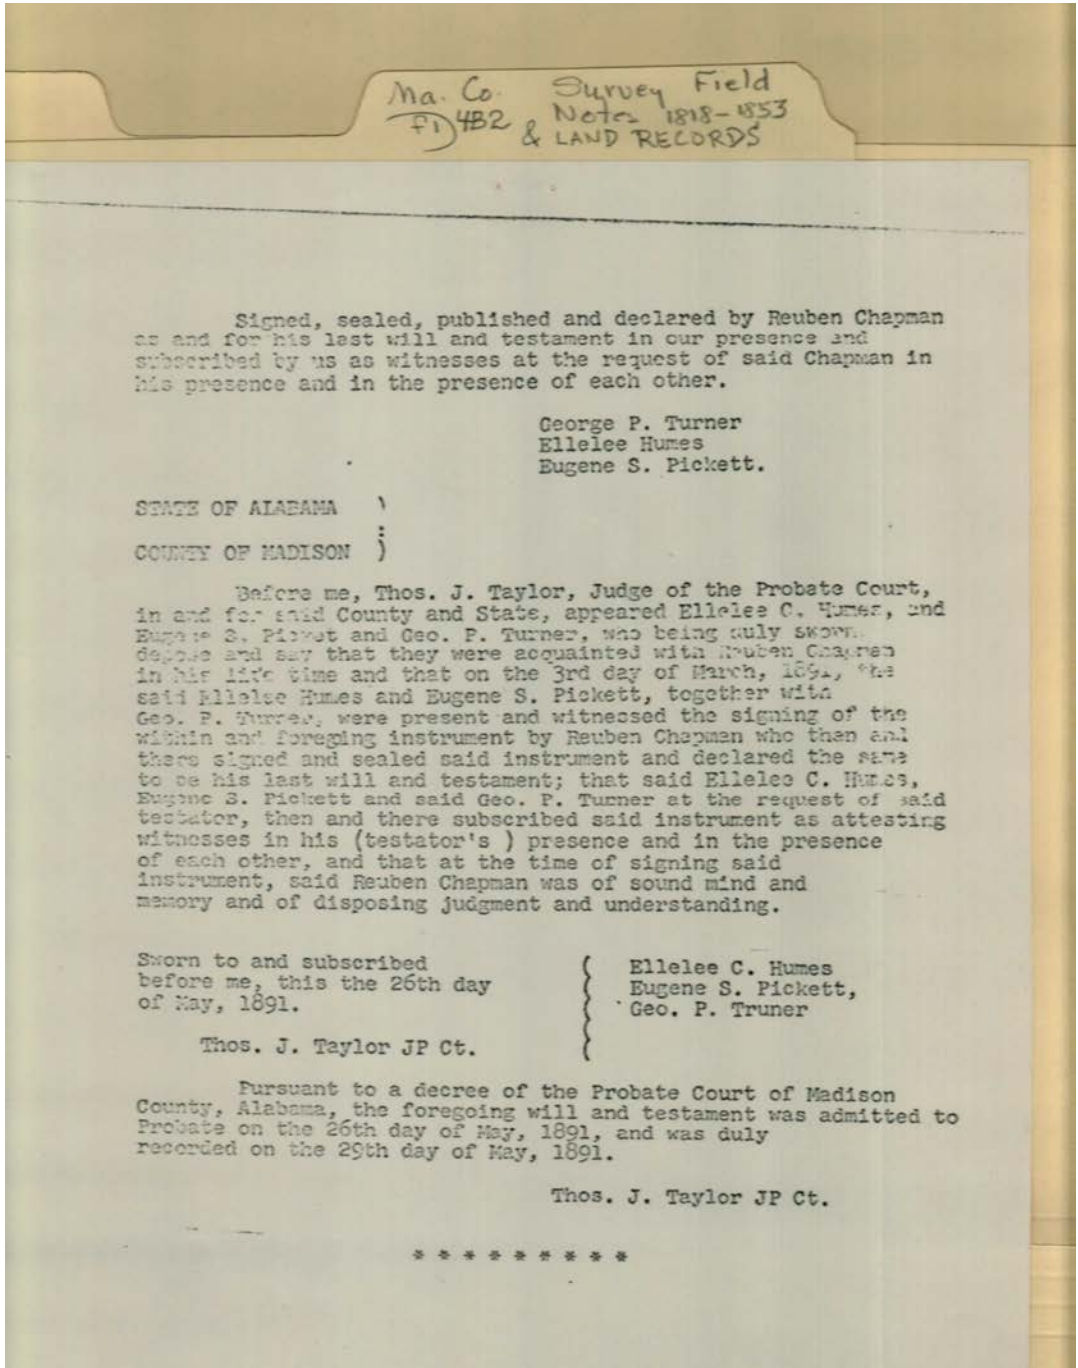 Ma. Co. Survey Field
F1) 4B2 Notes 1818-1853
& LAND RECORDS
Signed, sealed, published and declared by Reuben Chapman
as and for his last will and testament in our presence and
subscribed by us as witnesses at the request of said Chapman in
his presence and in the presence of each other.
George P. Turner
Ellelee Humes
Eugene S. Pickett.
STATE OF ALABAMA )
:
COUNTY OF MADISON )
Before me, Thos. J. Taylor, Judge of the Probate Court,
in and for said County and State, appeared Ellelee C. Humes, and
Eugene S. Picket and Geo. P. Turner, who being duly sworn
depose and say that they were acquainted with Reuben Chapman
in his life time and that on the 3rd day of March, 1891, the
said Ellelee Humes and Eugene S. Pickett, together with
Geo. P. Turner, were present and witnessed the signing of the
within and foreging instrument by Reuben Chapman who then and
there signed and sealed said instrument and declared the same
to be his last will and testament; that said Ellelee C. Humes,
Eugene S. Pickett and said Geo. P. Turner at the request of said
testator, then and there subscribed said instrument as attesting
witnesses in his (testator's ) presence and in the presence
of each other, and that at the time of signing said
instrument, said Reuben Chapman was of sound mind and
memory and of disposing judgment and understanding.
Sworn to and subscribed
before me, this the 26th day
of May, 1891.
Thos. J. Taylor JP Ct.
Ellelee C. Humes
Eugene S. Pickett,
Geo. P. Truner
Pursuant to a decree of the Probate Court of Madison
County, Alabama, the foregoing will and testament was admitted to
Probate on the 26th day of May, 1891, and was duly
recorded on the 29th day of May, 1891.
Thos. J. Taylor JP Ct.
* * * * * * * * *